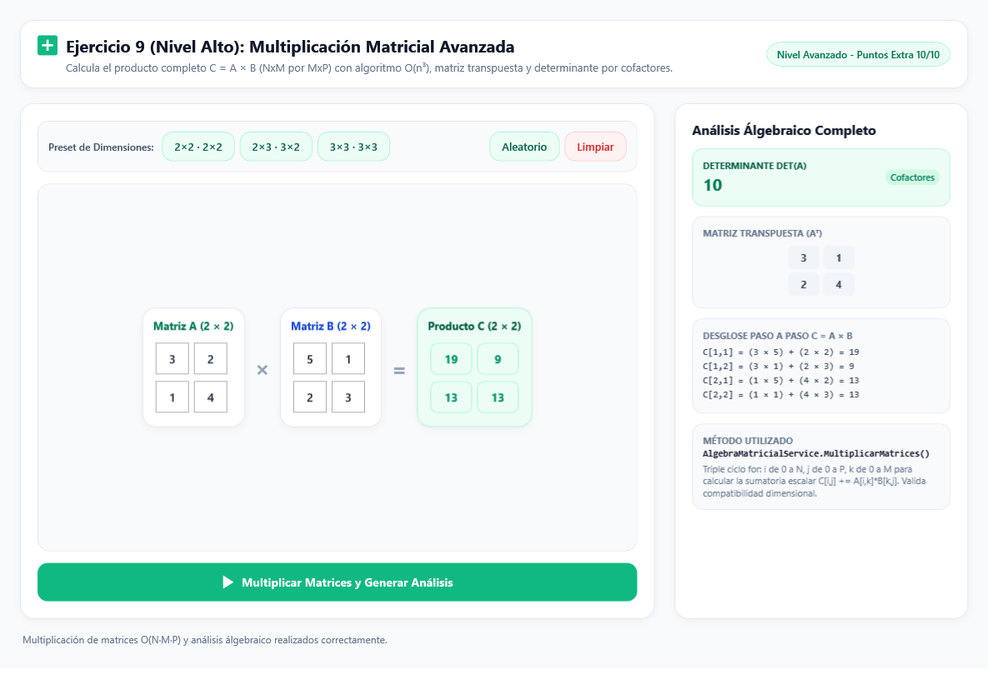 Ejercicio 9 (Nivel Alto): Multiplicación Matricial Avanzada
Calcula el producto completo C = A × B (NxM por MxP) con algoritmo O(n³), matriz transpuesta y determinante por cofactores.
Nivel Avanzado - Puntos Extra 10/10
Preset de Dimensiones: 2×2 · 2×2 2×3 · 3×2 3×3 · 3×3 Aleatorio Limpiar
Matriz A (2 × 2)
3 2
1 4
×
Matriz B (2 × 2)
5 1
2 3
=
Producto C (2 × 2)
19 9
13 13
Multiplicar Matrices y Generar Análisis
Análisis Álgebraico Completo
DETERMINANTE DET(A)
10
Cofactores
MATRIZ TRANSPUESTA (Aᵀ)
3 1
2 4
DESGLOSE PASO A PASO C = A × B
C[1,1] = (3 × 5) + (2 × 2) = 19
C[1,2] = (3 × 1) + (2 × 3) = 9
C[2,1] = (1 × 5) + (4 × 2) = 13
C[2,2] = (1 × 1) + (4 × 3) = 13
MÉTODO UTILIZADO
AlgebraMatricialService.MultiplicarMatrices()
Triple ciclo for: i de 0 a N, j de 0 a P, k de 0 a M para
calcular la sumatoria escalar C[i,j] += A[i,k]*B[k,j]. Valida
compatibilidad dimensional.
Multiplicación de matrices O(N·M·P) y análisis álgebraico realizados correctamente.